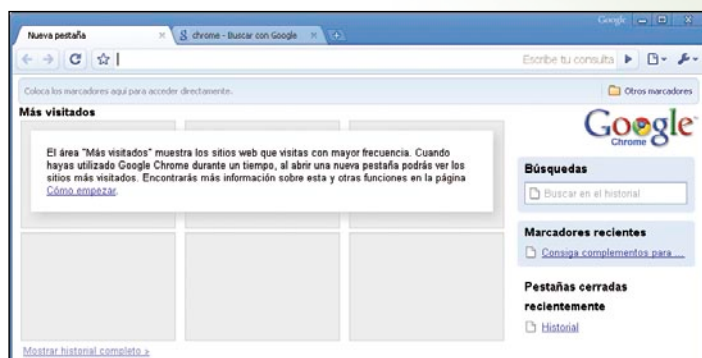 Google
Nueva pestaña
chrome - Buscar con Google
Escribe tu consulta
Coloca los marcadores aquí para acceder directamente.
Otros marcadores
Más visitados
El área "Más visitados" muestra los sitios web que visitas con mayor frecuencia. Cuando
hayas utilizado Google Chrome durante un tiempo, al abrir una nueva pestaña podrás ver los
sitios más visitados. Encontrarás más información sobre esta y otras funciones en la página
Cómo empezar.
Mostrar historial completo »
Google
Chrome
Búsquedas
Buscar en el historial
Marcadores recientes
Consiga complementos para ...
Pestañas cerradas
recientemente
Historial